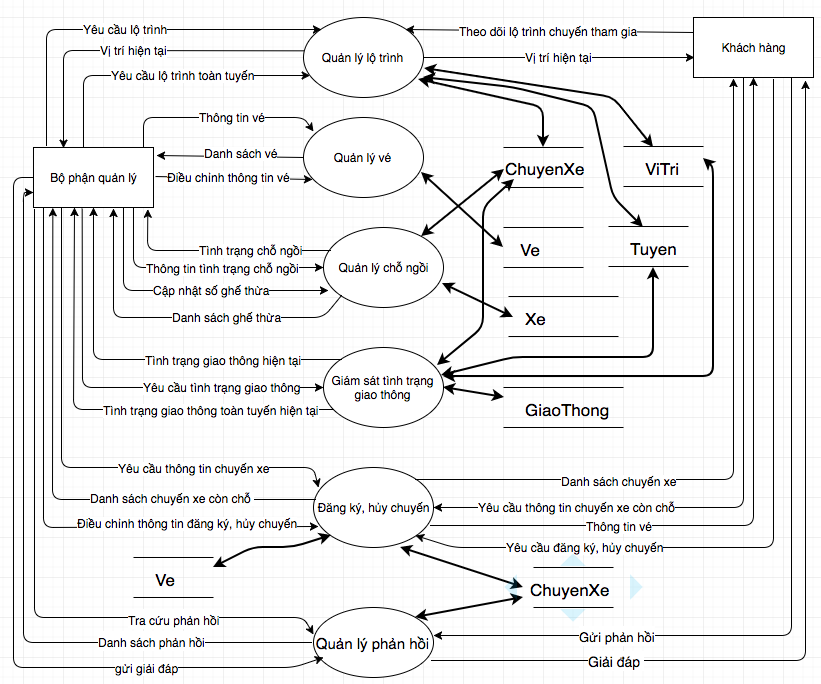 Yêu cầu lộ trình
Vị trí hiện tại
Yêu cầu lộ trình toàn tuyến
Quản lý lộ trình
Theo dõi lộ trình chuyến tham gia
Vị trí hiện tại
Khách hàng
Thông tin vé
Danh sách vé
Điều chỉnh thông tin vé
Quản lý vé
Bộ phận quản lý
ChuyenXe
ViTri
Ve
Tuyen
Xe
GiaoThong
Tình trạng chỗ ngồi
Thông tin tình trạng chỗ ngồi
Cập nhật số ghế thừa
Danh sách ghế thừa
Quản lý chỗ ngồi
Tình trạng giao thông hiện tại
Yêu cầu tình trạng giao thông
Tình trạng giao thông toàn tuyến hiện tại
Giám sát tình trạng
giao thông
Yêu cầu thông tin chuyến xe
Danh sách chuyến xe còn chỗ
Điều chỉnh thông tin đăng ký, hủy chuyến
Đăng ký, hủy chuyến
Danh sách chuyến xe
Yêu cầu thông tin chuyến xe còn chỗ
Thông tin vé
Yêu cầu đăng ký, hủy chuyến
Ve
ChuyenXe
Tra cứu phản hồi
Danh sách phản hồi
gửi giải đáp
Quản lý phản hồi
Gửi phản hồi
Giải đáp